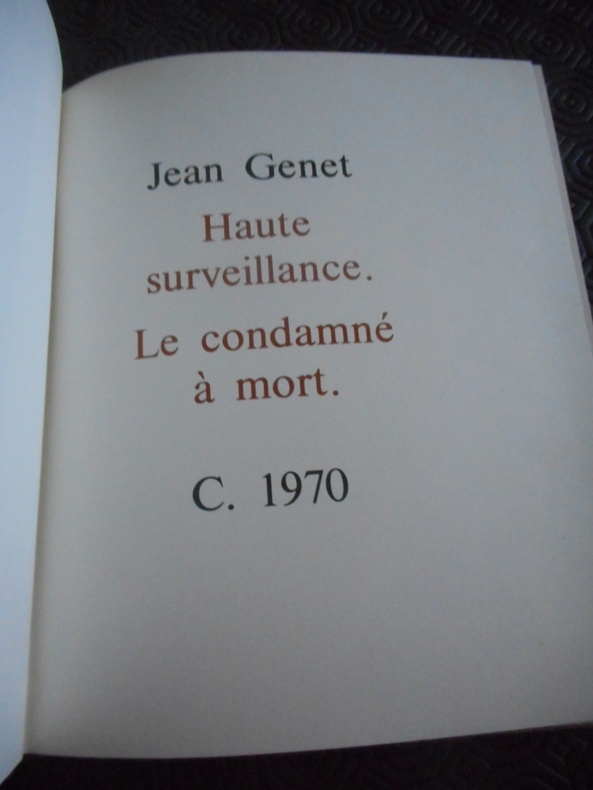 Jean Genet
Haute
surveillance.
Le condamné
à mort.
C. 1970